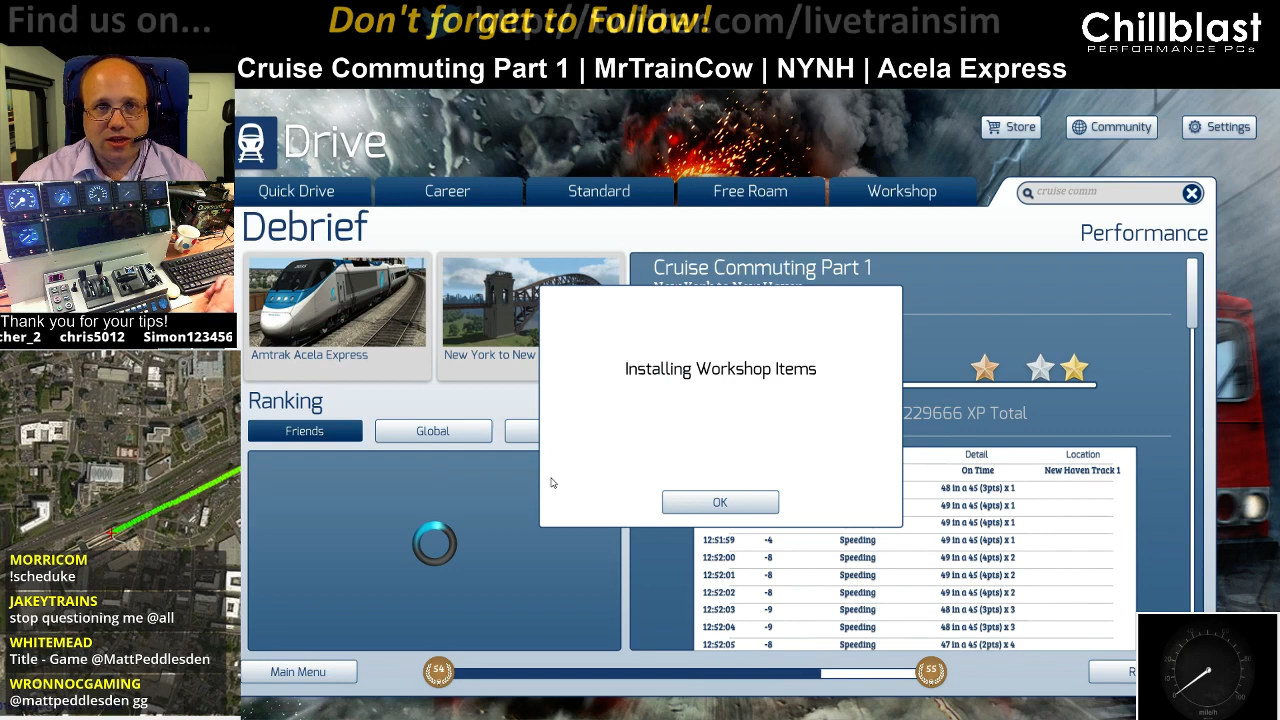 Find us on...
Don't forget to Follow!
http://twitter.com/livetrainsim
Chillblast
PERFORMANCE PCs
Cruise Commuting Part 1 | MrTrainCow | NYNH | Acela Express
Drive
Store
Community
Settings
Quick Drive
Career
Standard
Free Roam
Workshop
cruise comm
Debrief
Performance
Cruise Commuting Part 1
Amtrak Acela Express
New York to New
Installing Workshop Items
OK
Ranking
Friends
Global
229666 XP Total
Detail
Location
On Time
New Haven Track 1
48 in a 45 (3pts) x 1
49 in a 45 (4pts) x 1
49 in a 45 (4pts) x 1
12:51:59 -4 Speeding 49 in a 45 (4pts) x 1
12:52:00 -8 Speeding 49 in a 45 (4pts) x 2
12:52:01 -8 Speeding 49 in a 45 (4pts) x 2
12:52:02 -8 Speeding 49 in a 45 (4pts) x 2
12:52:03 -9 Speeding 48 in a 45 (3pts) x 3
12:52:04 -9 Speeding 48 in a 45 (3pts) x 3
12:52:05 -8 Speeding 47 in a 45 (2pts) x 4
Main Menu
54
55
R
Thank you for your tips!
cher_2 chris5012 Simon123456
MORRICOM
!scheduke
JAKEYTRAINS
stop questioning me @all
WHITEMEAD
Title - Game @MattPeddlesden
WRONNOCGAMING
@mattpeddlesden gg